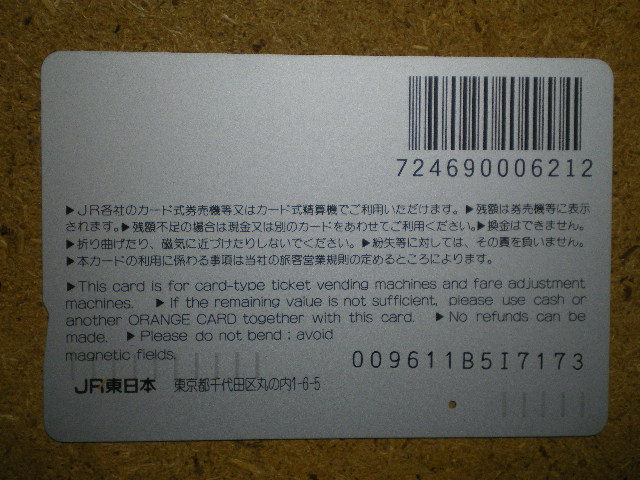 724690006212
▶JR各社のカード式券売機等又はカード式精算機でご利用いただけます。▶残額は券売機等に表示
されます。▶残額不足の場合は現金又は別のカードをあわせてご利用ください。▶換金はできません。
▶折り曲げたり、磁気に近づけたりしないでください。▶紛失等に対しては、その責を負いません。
▶本カードの利用に係わる事項は当社の旅客営業規則の定めるところによります。
▶This card is for card-type ticket vending machines and fare adjustment
machines. ▶If the remaining value is not sufficient, please use cash or
another ORANGE CARD together with this card. ▶No refunds can be
made. ▶Please do not bend; avoid
magnetic fields.
009611B5I7173
JR東日本 東京都千代田区丸の内1-6-5